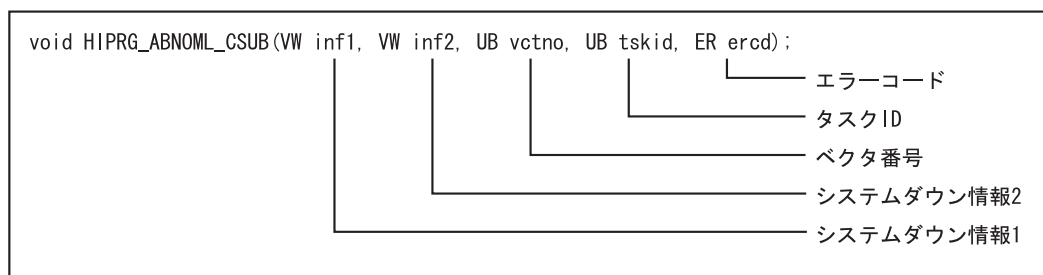 void HIPRG_ABNOML_CSUB(VW inf1, VW inf2, UB vctno, UB tskid, ER ercd);
エラーコード
タスクID
ベクタ番号
システムダウン情報2
システムダウン情報1